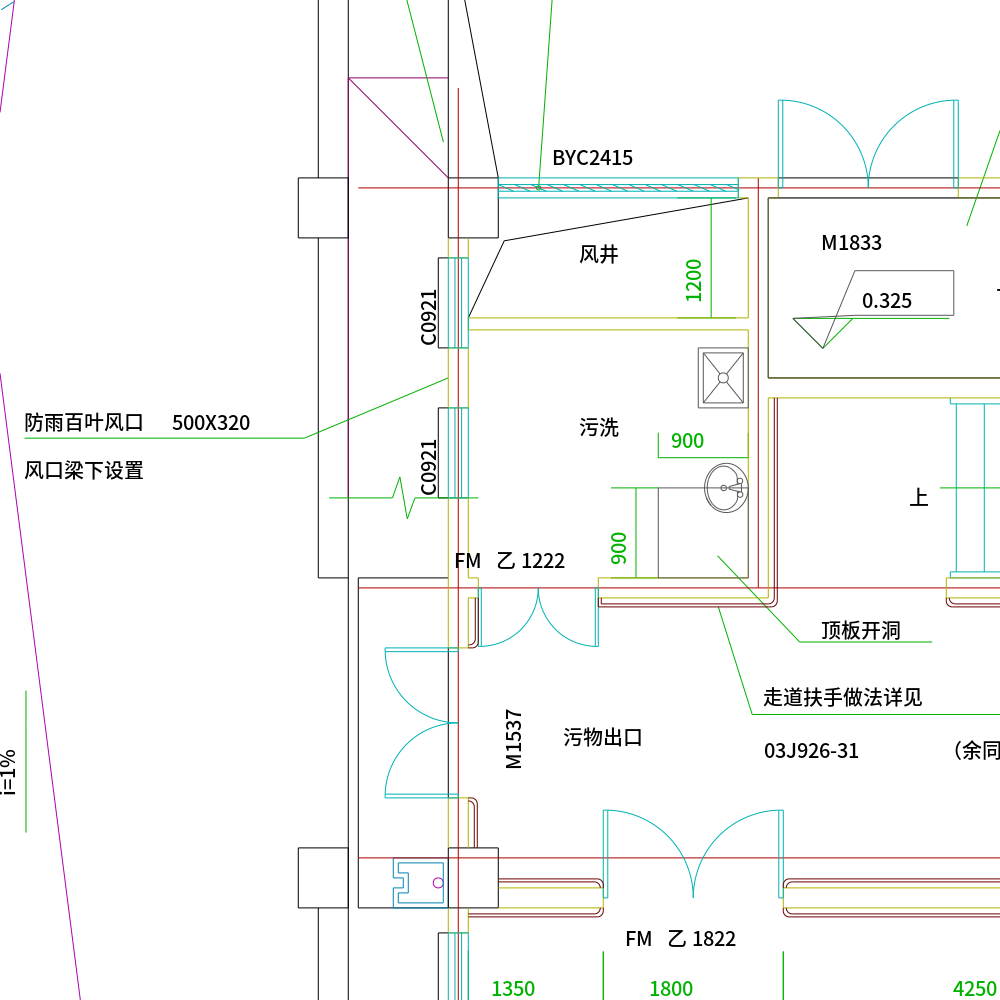 BYC2415
M1833
风井
1200
0.325
C0921
防雨百叶风口 500X320
风口梁下设置
污洗
900
C0921
上
900
FM 乙 1222
顶板开洞
走道扶手做法详见
M1537
污物出口
03J926-31 （余同
i=1%
FM 乙 1822
1350
1800
4250